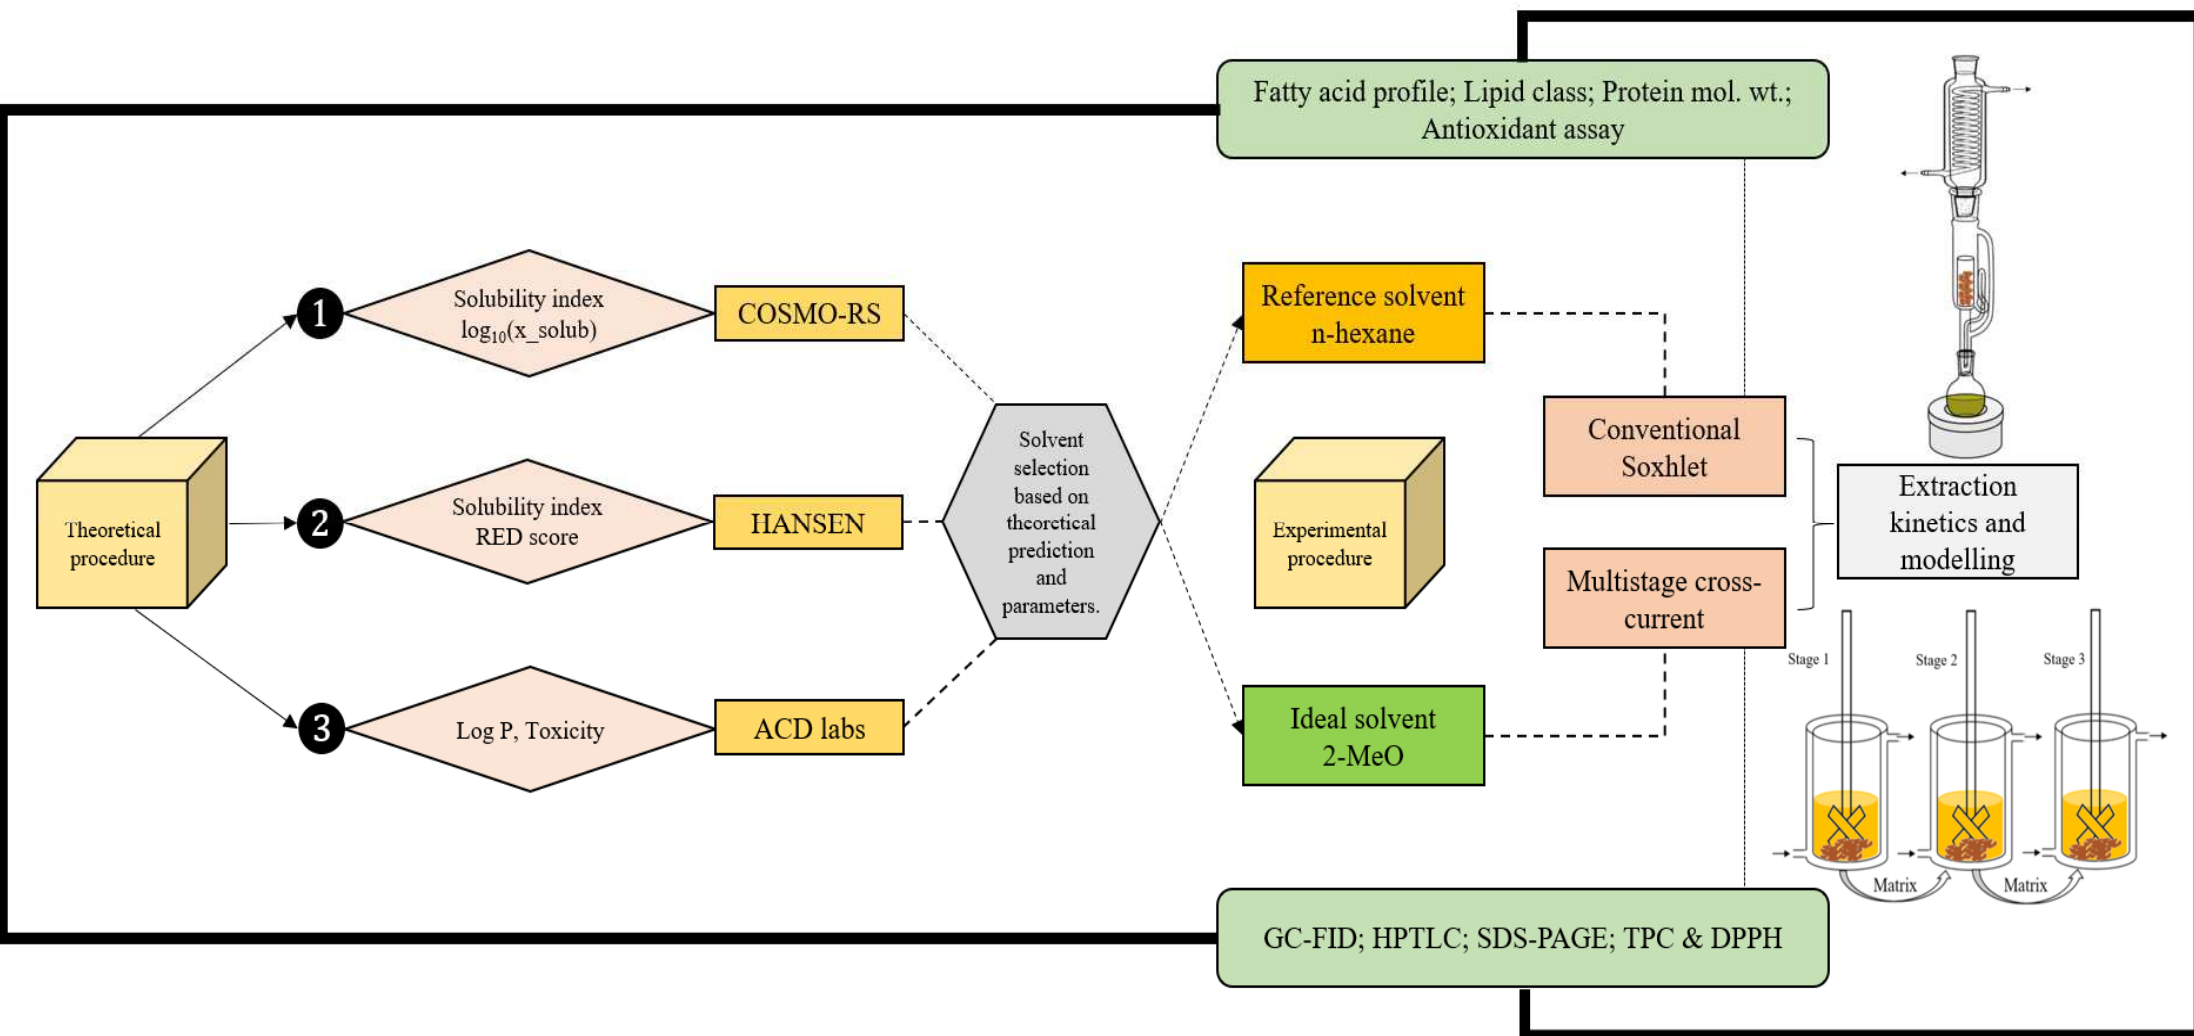 Fatty acid profile; Lipid class; Protein mol. wt.;
Antioxidant assay
1
Solubility index
log₁₀(x_solub)
COSMO-RS
Reference solvent
n-hexane
Theoretical
procedure
2
Solubility index
RED score
HANSEN
Solvent
selection
based on
theoretical
prediction
and
parameters.
Experimental
procedure
Conventional
Soxhlet
Multistage cross-
current
Extraction
kinetics and
modelling
3
Log P, Toxicity
ACD labs
Ideal solvent
2-MeO
Stage 1
Stage 2
Stage 3
Matrix
Matrix
GC-FID; HPTLC; SDS-PAGE; TPC & DPPH